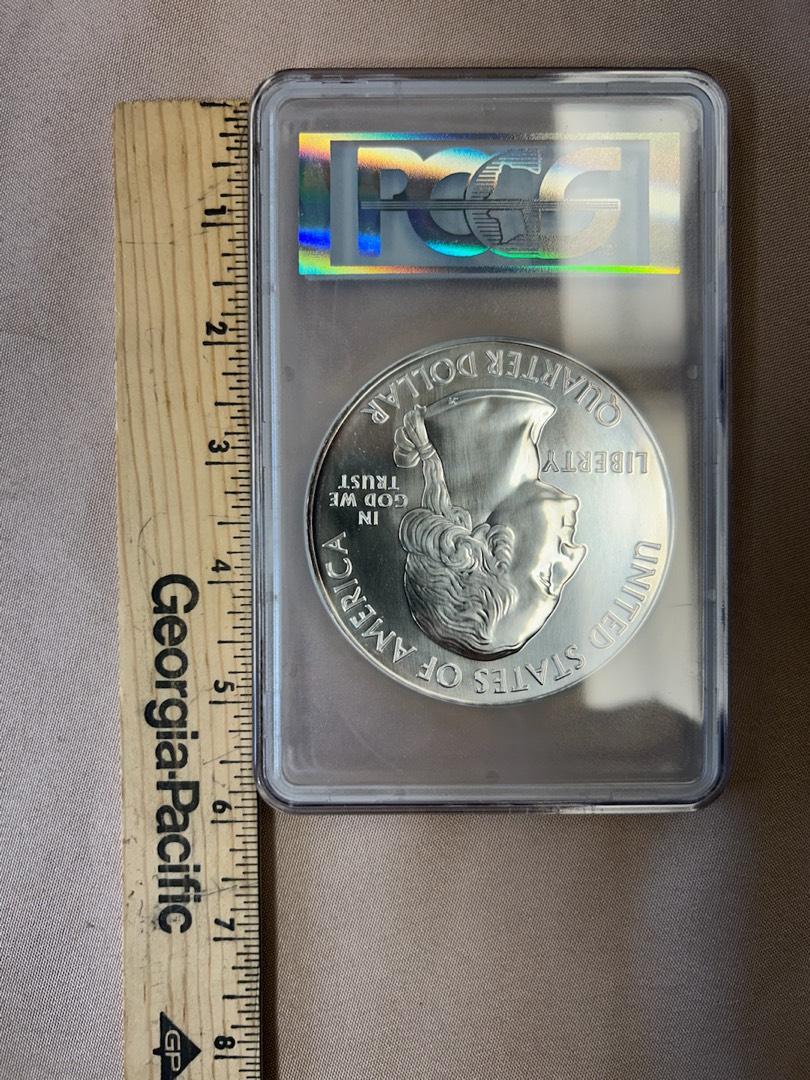 PCGS
QUARTER DOLLAR
LIBERTY
IN
GOD WE
TRUST
UNITED STATES OF AMERICA
1
2
3
4
5
6
7
8
Georgia-Pacific
GP